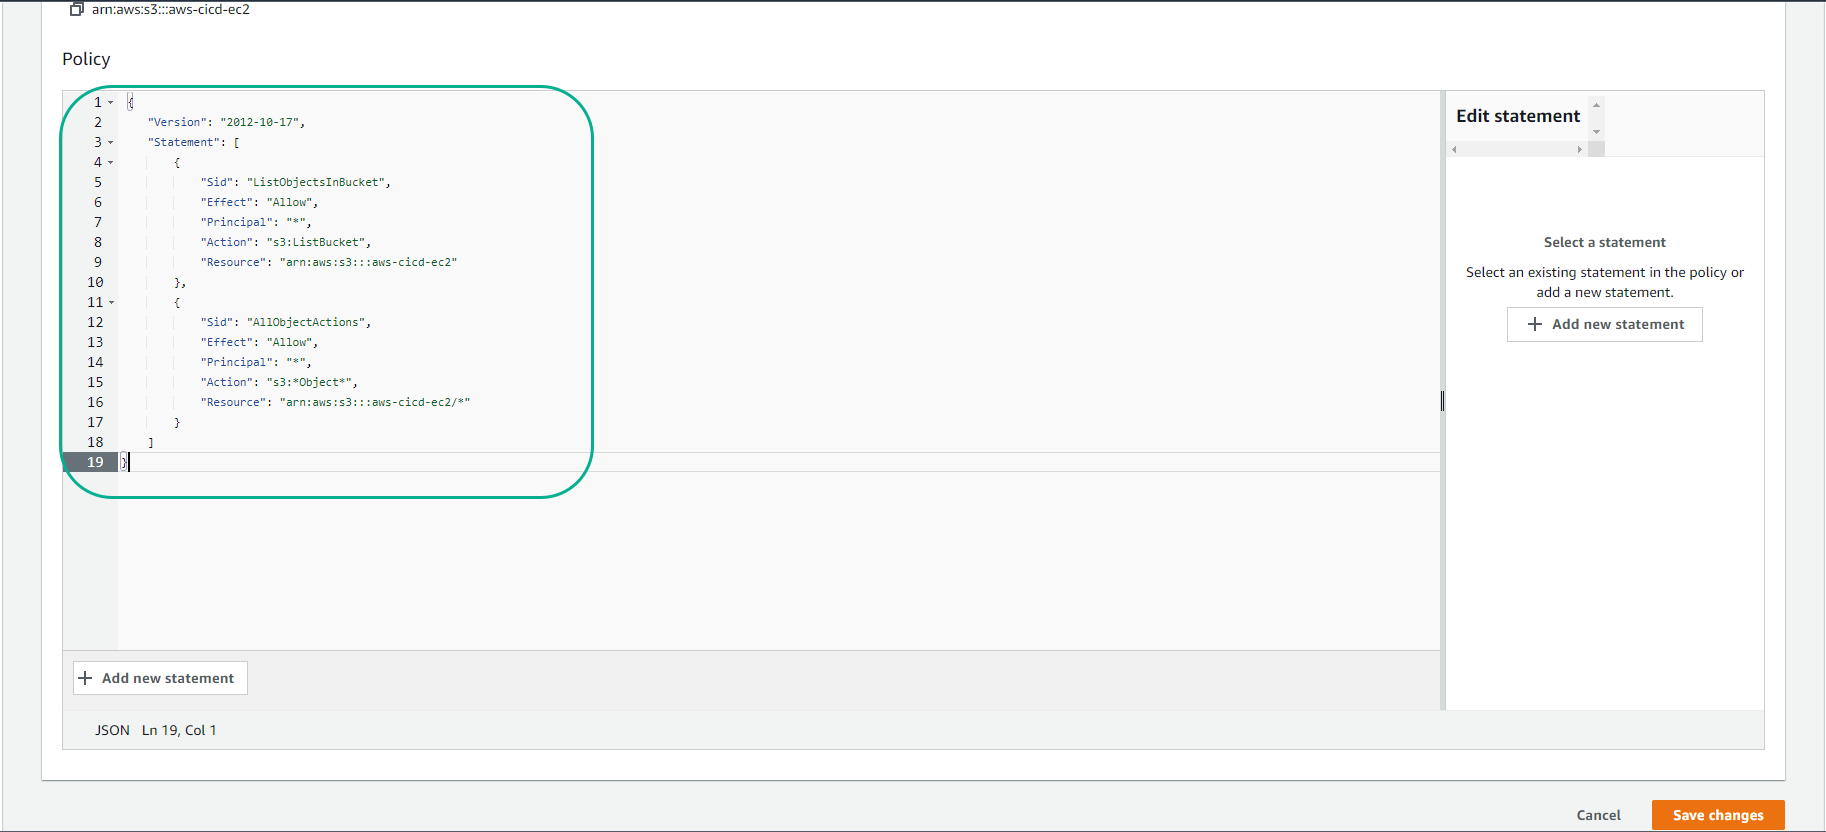 arn:aws:s3:::aws-cicd-ec2
Policy
1 {
2 "Version": "2012-10-17",
3 "Statement": [
4 {
5 "Sid": "ListObjectsInBucket",
6 "Effect": "Allow",
7 "Principal": "*",
8 "Action": "s3:ListBucket",
9 "Resource": "arn:aws:s3:::aws-cicd-ec2"
10 },
11 {
12 "Sid": "AllObjectActions",
13 "Effect": "Allow",
14 "Principal": "*",
15 "Action": "s3:*Object*",
16 "Resource": "arn:aws:s3:::aws-cicd-ec2/*"
17 }
18 ]
19 }
+ Add new statement
JSON Ln 19, Col 1
Edit statement
Select a statement
Select an existing statement in the policy or
add a new statement.
+ Add new statement
Cancel
Save changes